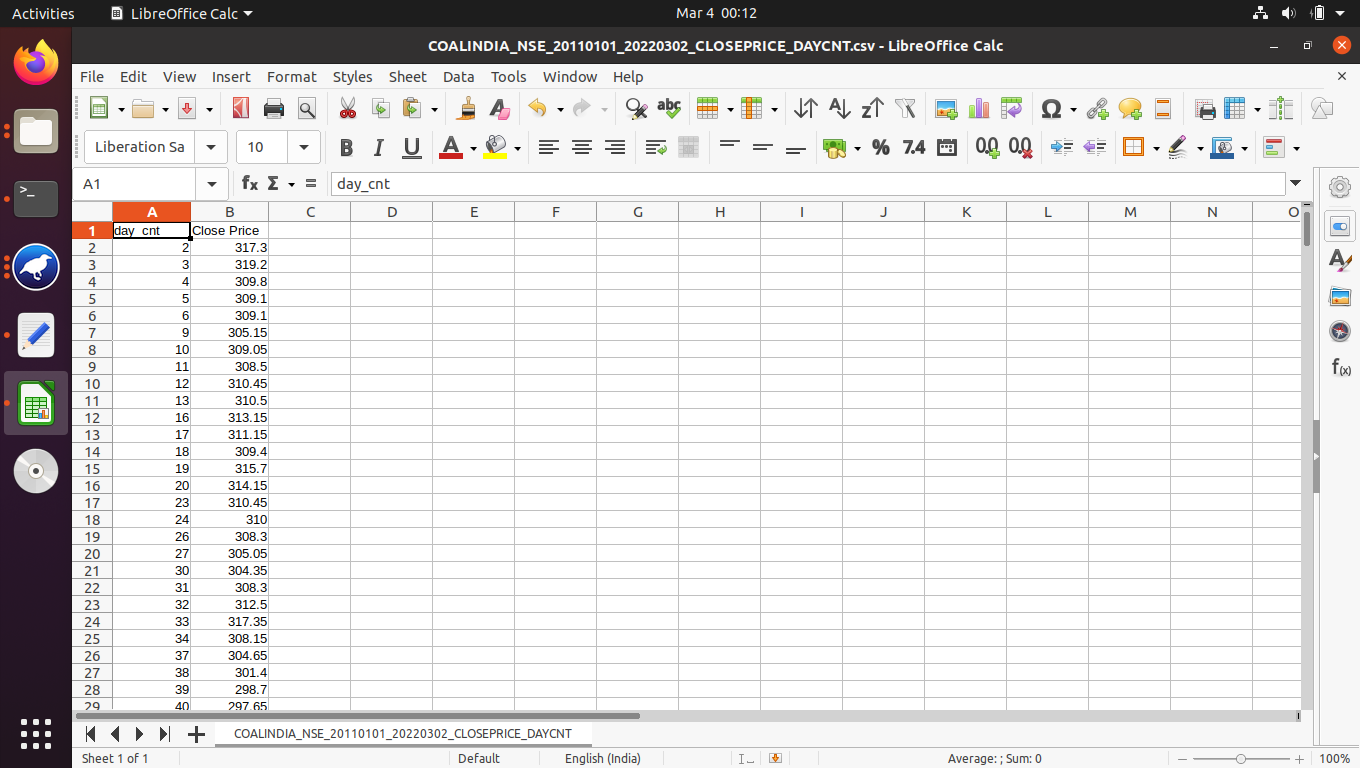 Activities LibreOffice Calc Mar 4 00:12
COALINDIA_NSE_20110101_20220302_CLOSEPRICE_DAYCNT.csv - LibreOffice Calc
File Edit View Insert Format Styles Sheet Data Tools Window Help
Liberation Sa 10
A1 day_cnt
A B C D E F G H I J K L M N O
1 day_cnt Close Price
2 2 317.3
3 3 319.2
4 4 309.8
5 5 309.1
6 6 309.1
7 9 305.15
8 10 309.05
9 11 308.5
10 12 310.45
11 13 310.5
12 16 313.15
13 17 311.15
14 18 309.4
15 19 315.7
16 20 314.15
17 23 310.45
18 24 310
19 26 308.3
20 27 305.05
21 30 304.35
22 31 308.3
23 32 312.5
24 33 317.35
25 34 308.15
26 37 304.65
27 38 301.4
28 39 298.7
29 40 297.65
COALINDIA_NSE_20110101_20220302_CLOSEPRICE_DAYCNT
Sheet 1 of 1 Default English (India) Average: ; Sum: 0 100%